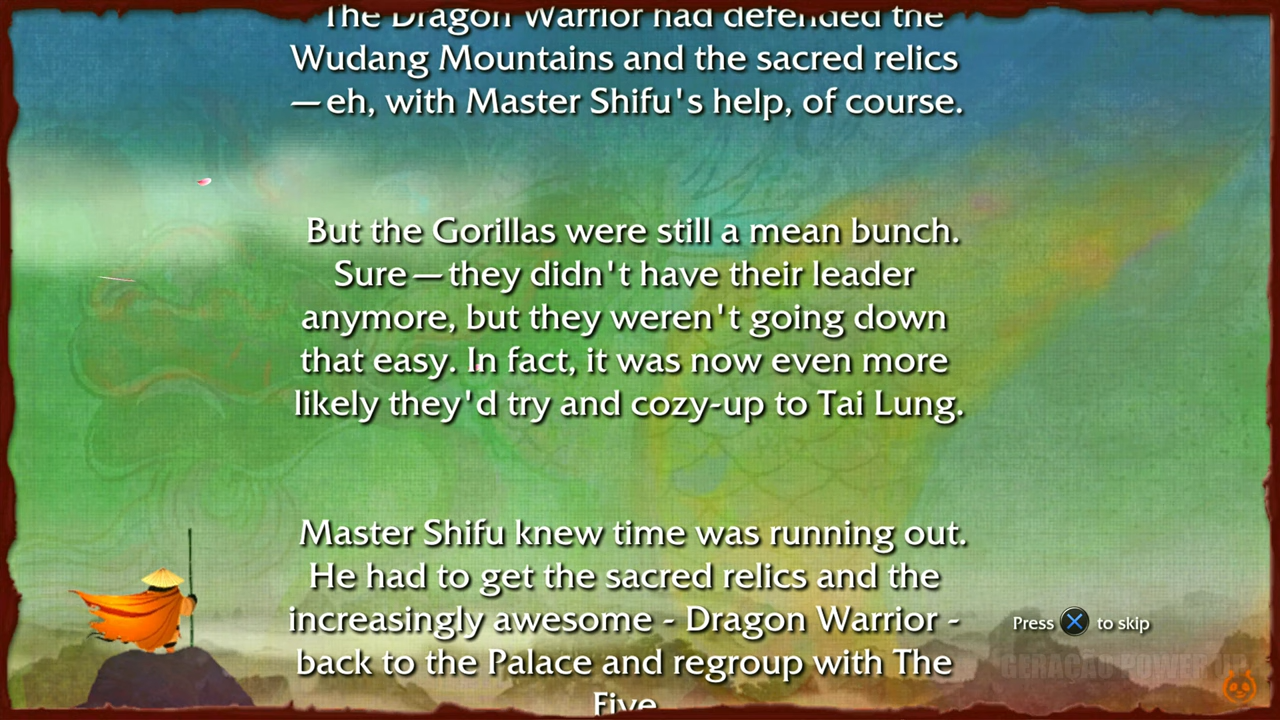 The Dragon Warrior had defended the
Wudang Mountains and the sacred relics
—eh, with Master Shifu's help, of course.
But the Gorillas were still a mean bunch.
Sure—they didn't have their leader
anymore, but they weren't going down
that easy. In fact, it was now even more
likely they'd try and cozy-up to Tai Lung.
Master Shifu knew time was running out.
He had to get the sacred relics and the
increasingly awesome - Dragon Warrior -
back to the Palace and regroup with The
Five
Press X to skip
GERAÇÃO POWER UP